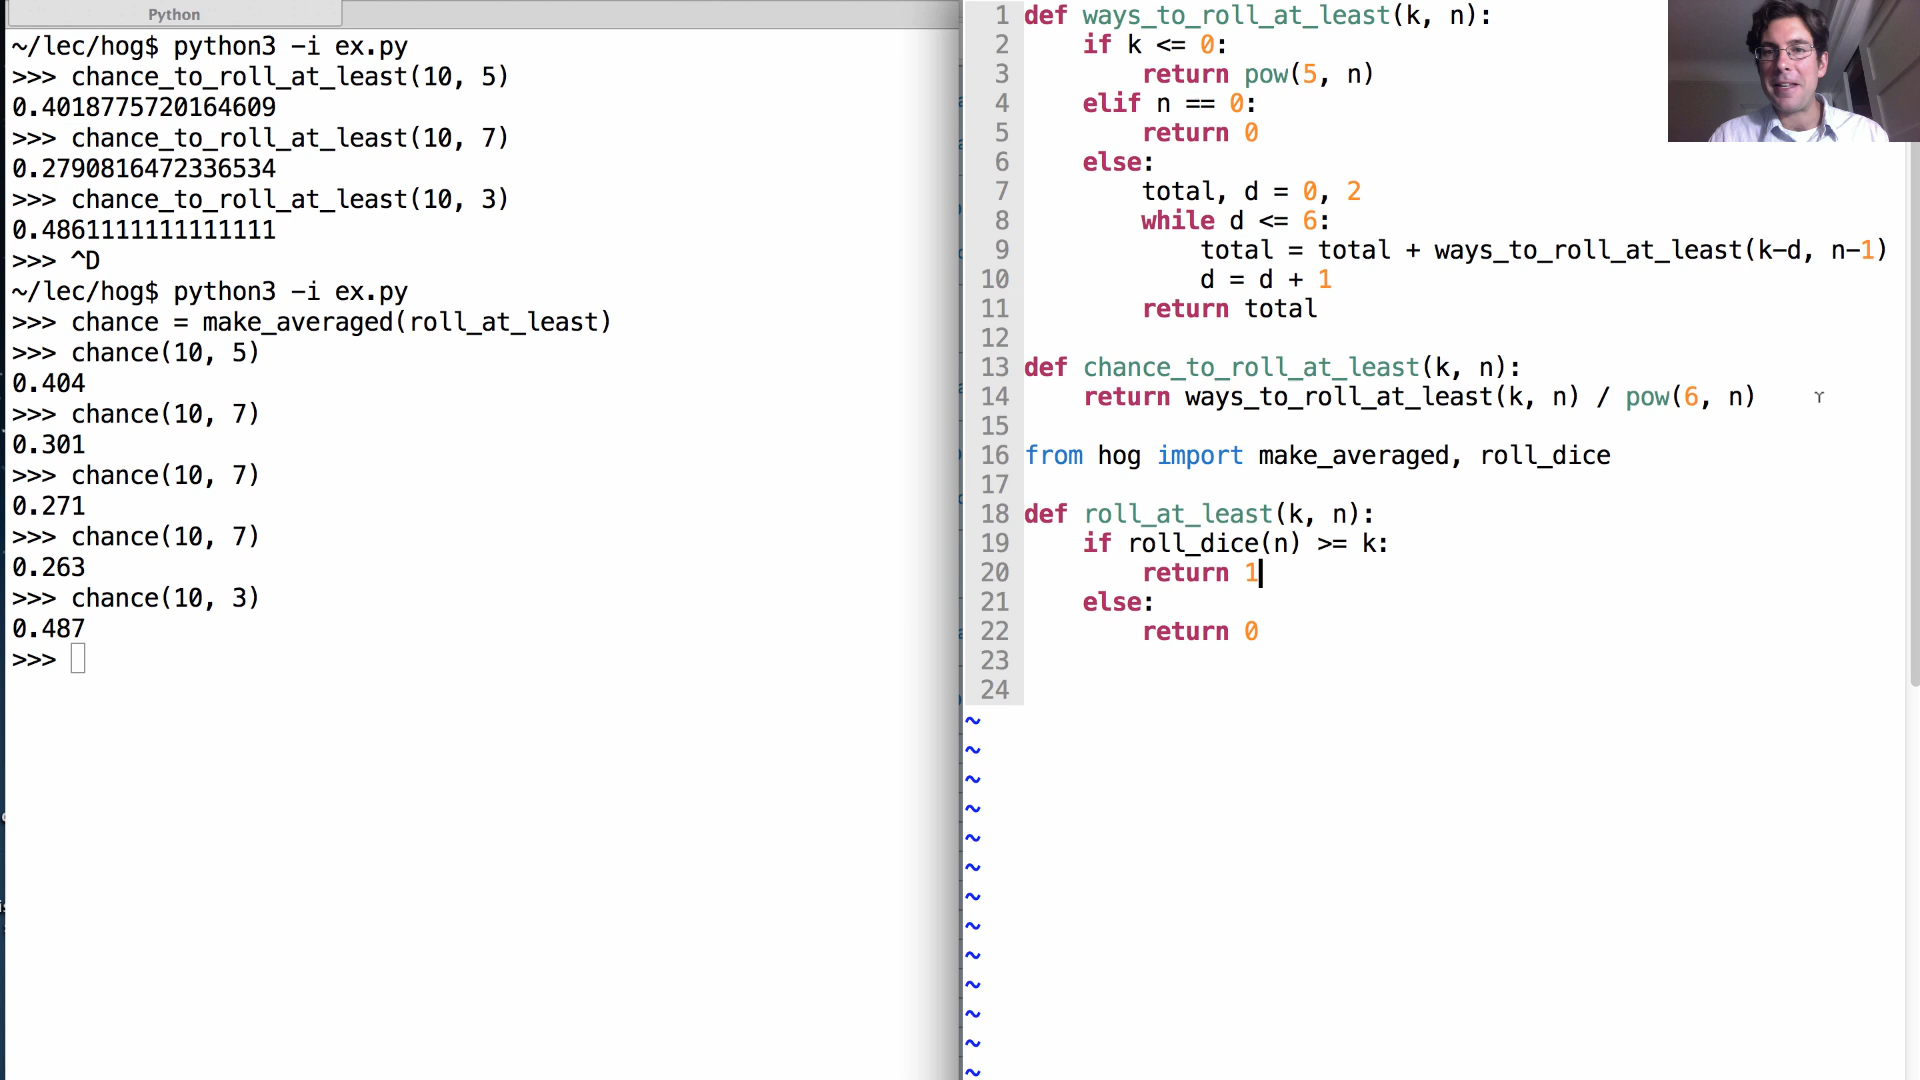 Python
~/lec/hog$ python3 -i ex.py
>>> chance_to_roll_at_least(10, 5)
0.4018775720164609
>>> chance_to_roll_at_least(10, 7)
0.2790816472336534
>>> chance_to_roll_at_least(10, 3)
0.4861111111111111
>>> ^D
~/lec/hog$ python3 -i ex.py
>>> chance = make_averaged(roll_at_least)
>>> chance(10, 5)
0.404
>>> chance(10, 7)
0.301
>>> chance(10, 7)
0.271
>>> chance(10, 7)
0.263
>>> chance(10, 3)
0.487
>>>
1 def ways_to_roll_at_least(k, n):
2     if k <= 0:
3         return pow(5, n)
4     elif n == 0:
5         return 0
6     else:
7         total, d = 0, 2
8         while d <= 6:
9             total = total + ways_to_roll_at_least(k-d, n-1)
10             d = d + 1
11         return total
12
13 def chance_to_roll_at_least(k, n):
14     return ways_to_roll_at_least(k, n) / pow(6, n)
15
16 from hog import make_averaged, roll_dice
17
18 def roll_at_least(k, n):
19     if roll_dice(n) >= k:
20         return 1
21     else:
22         return 0
23
24
~
~
~
~
~
~
~
~
~
~
~
~
~